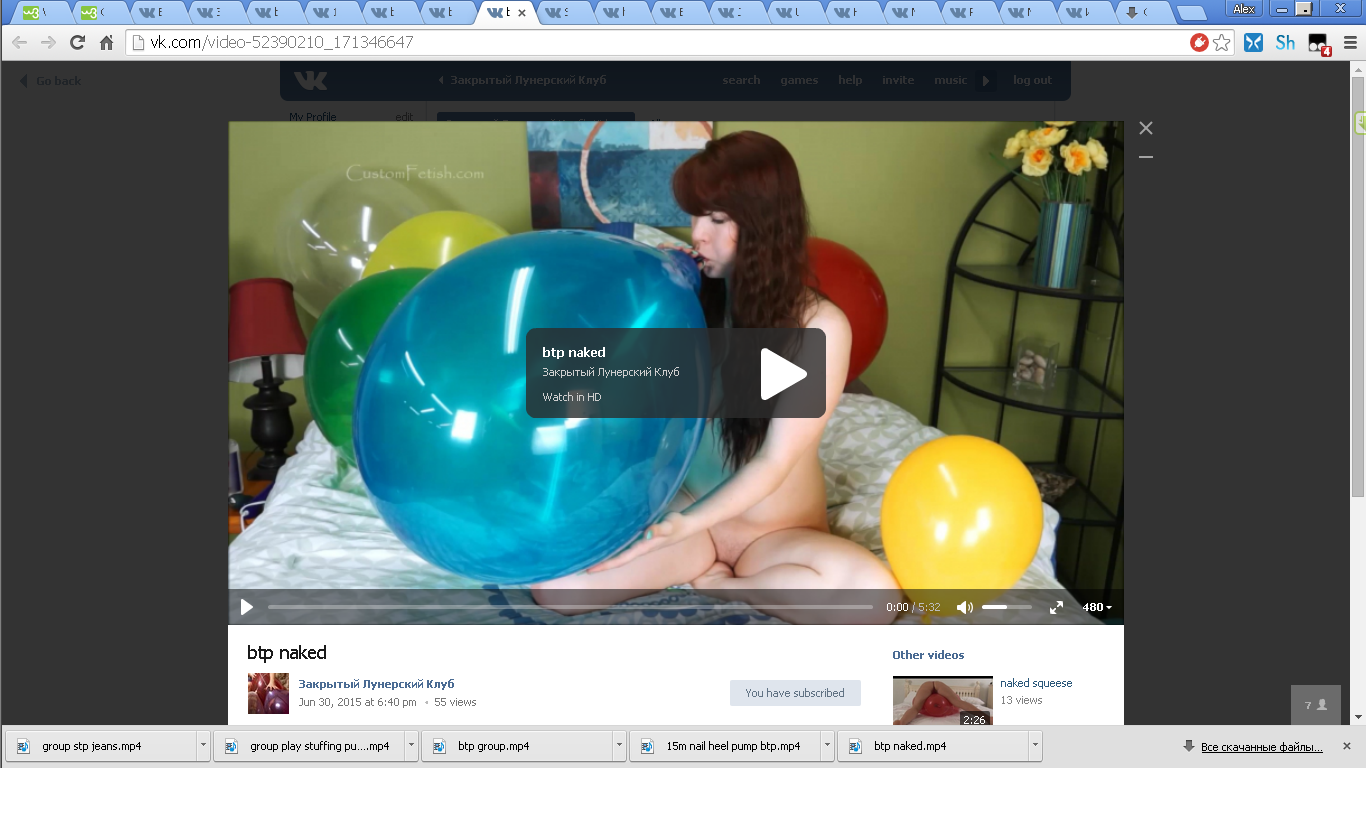 Alex
vk.com/video-52390210_171346647
Sh
4
Go back
Закрытый Лунерский Клуб
search
games
help
invite
music
log out
My Profile
edit
CustomFetish.com
btp naked
Закрытый Лунерский Клуб
Watch in HD
0:00 / 5:32
480
btp naked
Other videos
Закрытый Лунерский Клуб
Jun 30, 2015 at 6:40 pm • 55 views
You have subscribed
naked squeese
13 views
2:26
7
group stp jeans.mp4
group play stuffing pu....mp4
btp group.mp4
15m nail heel pump btp.mp4
btp naked.mp4
Все скачанные файлы...